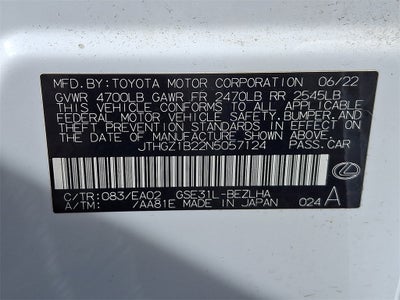 MFD.BY: TOYOTA MOTOR CORPORATION 06/22
GVWR 4700LB GAWR FR 2470LB RR 2545LB
THIS VEHICLE CONFORMS TO ALL APPLICABLE
FEDERAL MOTOR VEHICLE SAFETY,BUMPER,AND
THEFT PREVENTION STANDARDS IN EFFECT ON
THE DATE OF MANUFACTURE SHOWN ABOVE.
JTHGZ1B22N5057124 PASS.CAR
C/TR: 083/EA02 GSE31L-BEZLHA
A/TM: /AA81E MADE IN JAPAN 024 A